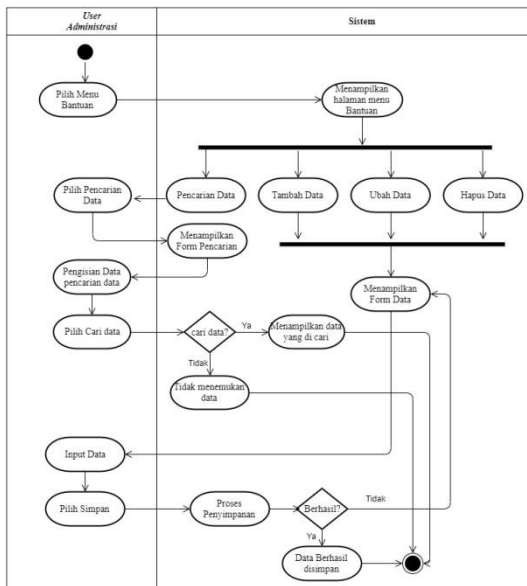 User
Administrasi
Sistem
Pilih Menu
Bantuan
Menampilkan
halaman menu
Bantuan
Pencarian Data
Tambah Data
Ubah Data
Hapus Data
Pilih Pencarian
Data
Menampilkan
Form Pencarian
Pengisian Data
pencarian data
Menampilkan
Form Data
Pilih Cari data
cari data?
Ya
Menampilkan data
yang di cari
Tidak
Tidak menemukan
data
Input Data
Pilih Simpan
Proses
Penyimpanan
Berhasil?
Tidak
Ya
Data Berhasil
disimpan